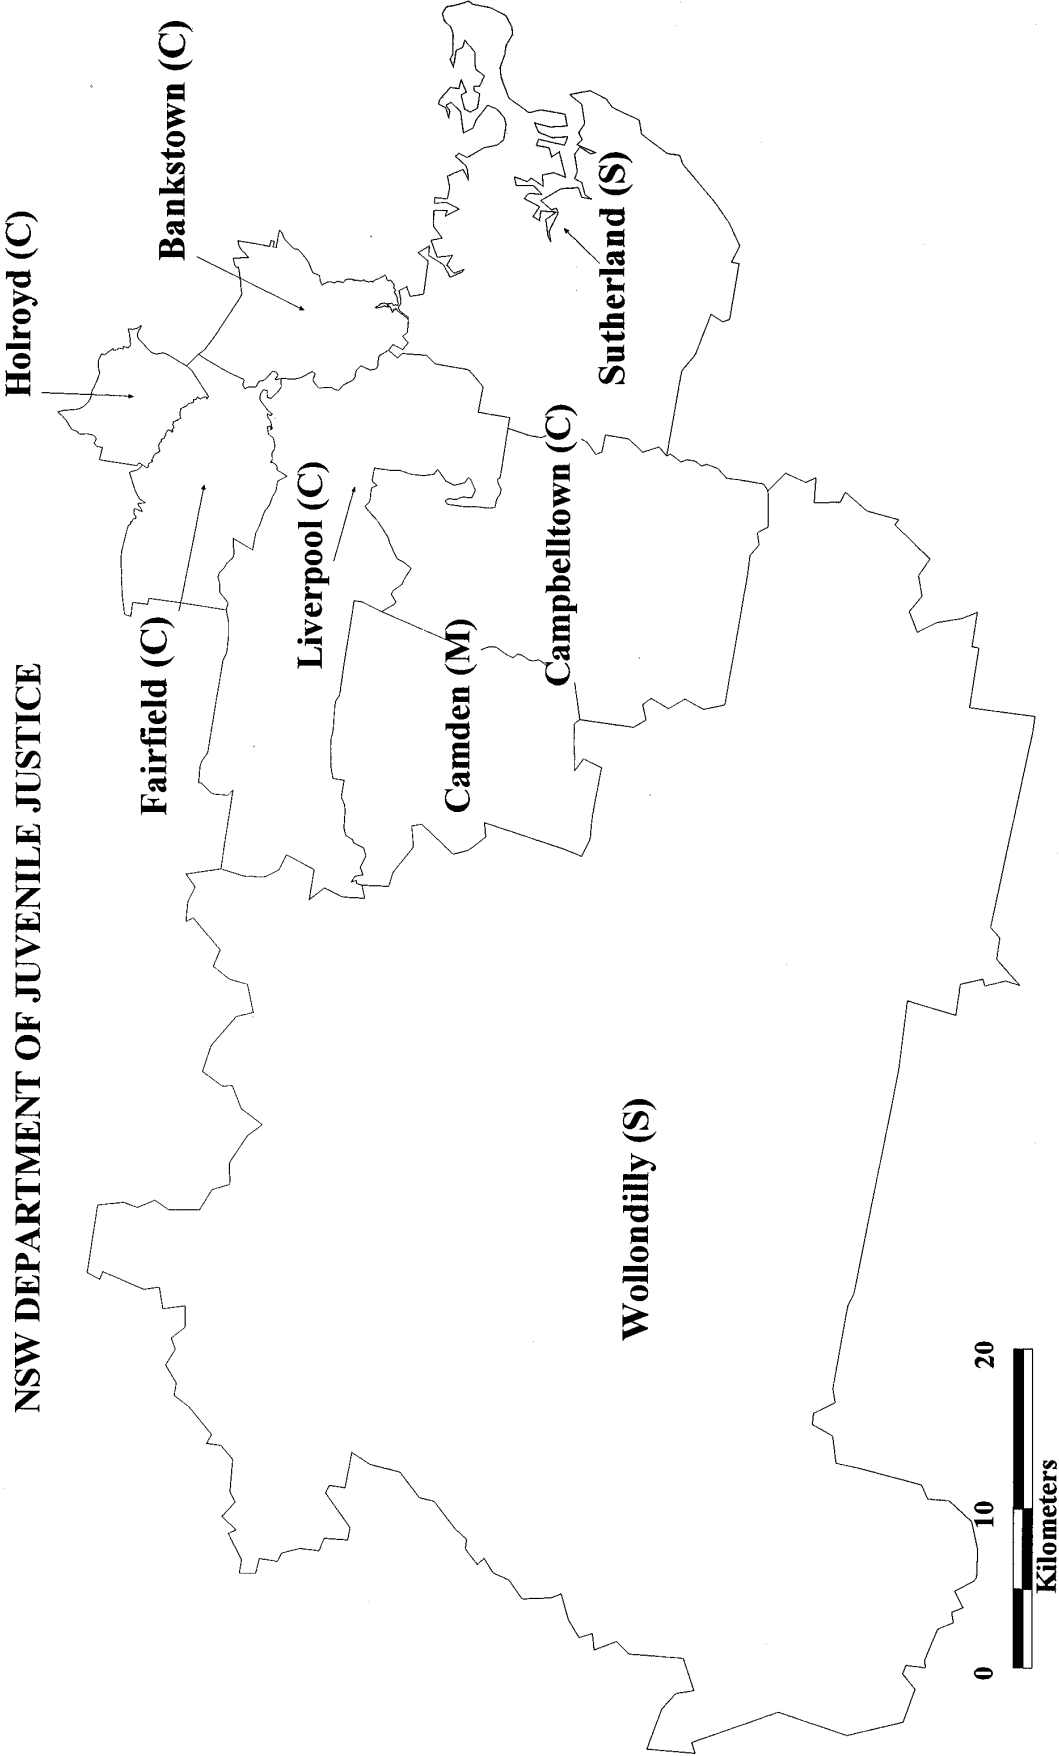 NSW DEPARTMENT OF JUVENILE JUSTICE
Holroyd (C)
Bankstown (C)
Fairfield (C)
Liverpool (C)
Camden (M)
Campbelltown (C)
Sutherland (S)
Wollondilly (S)
0 10 20
Kilometers